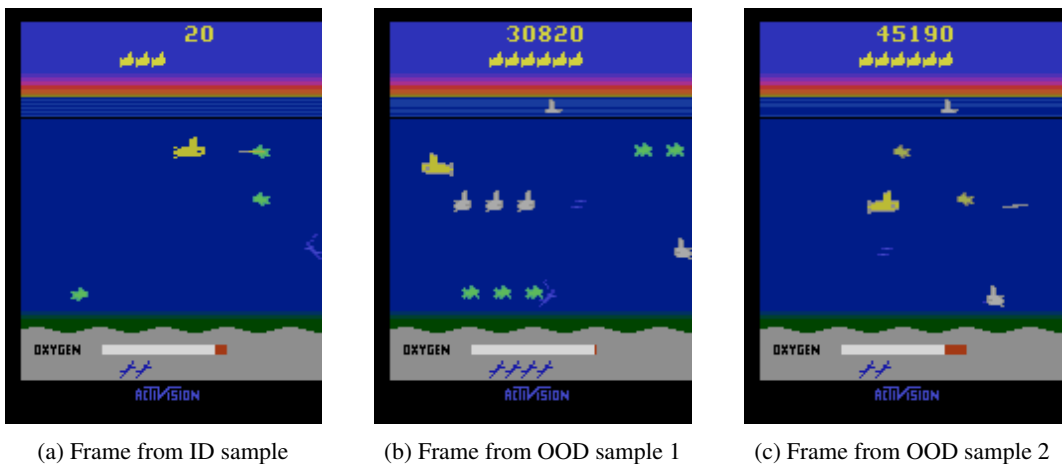 20
30820
45190
OXYGEN
OXYGEN
OXYGEN
ACTIVISION
ACTIVISION
ACTIVISION
(a) Frame from ID sample
(b) Frame from OOD sample 1
(c) Frame from OOD sample 2